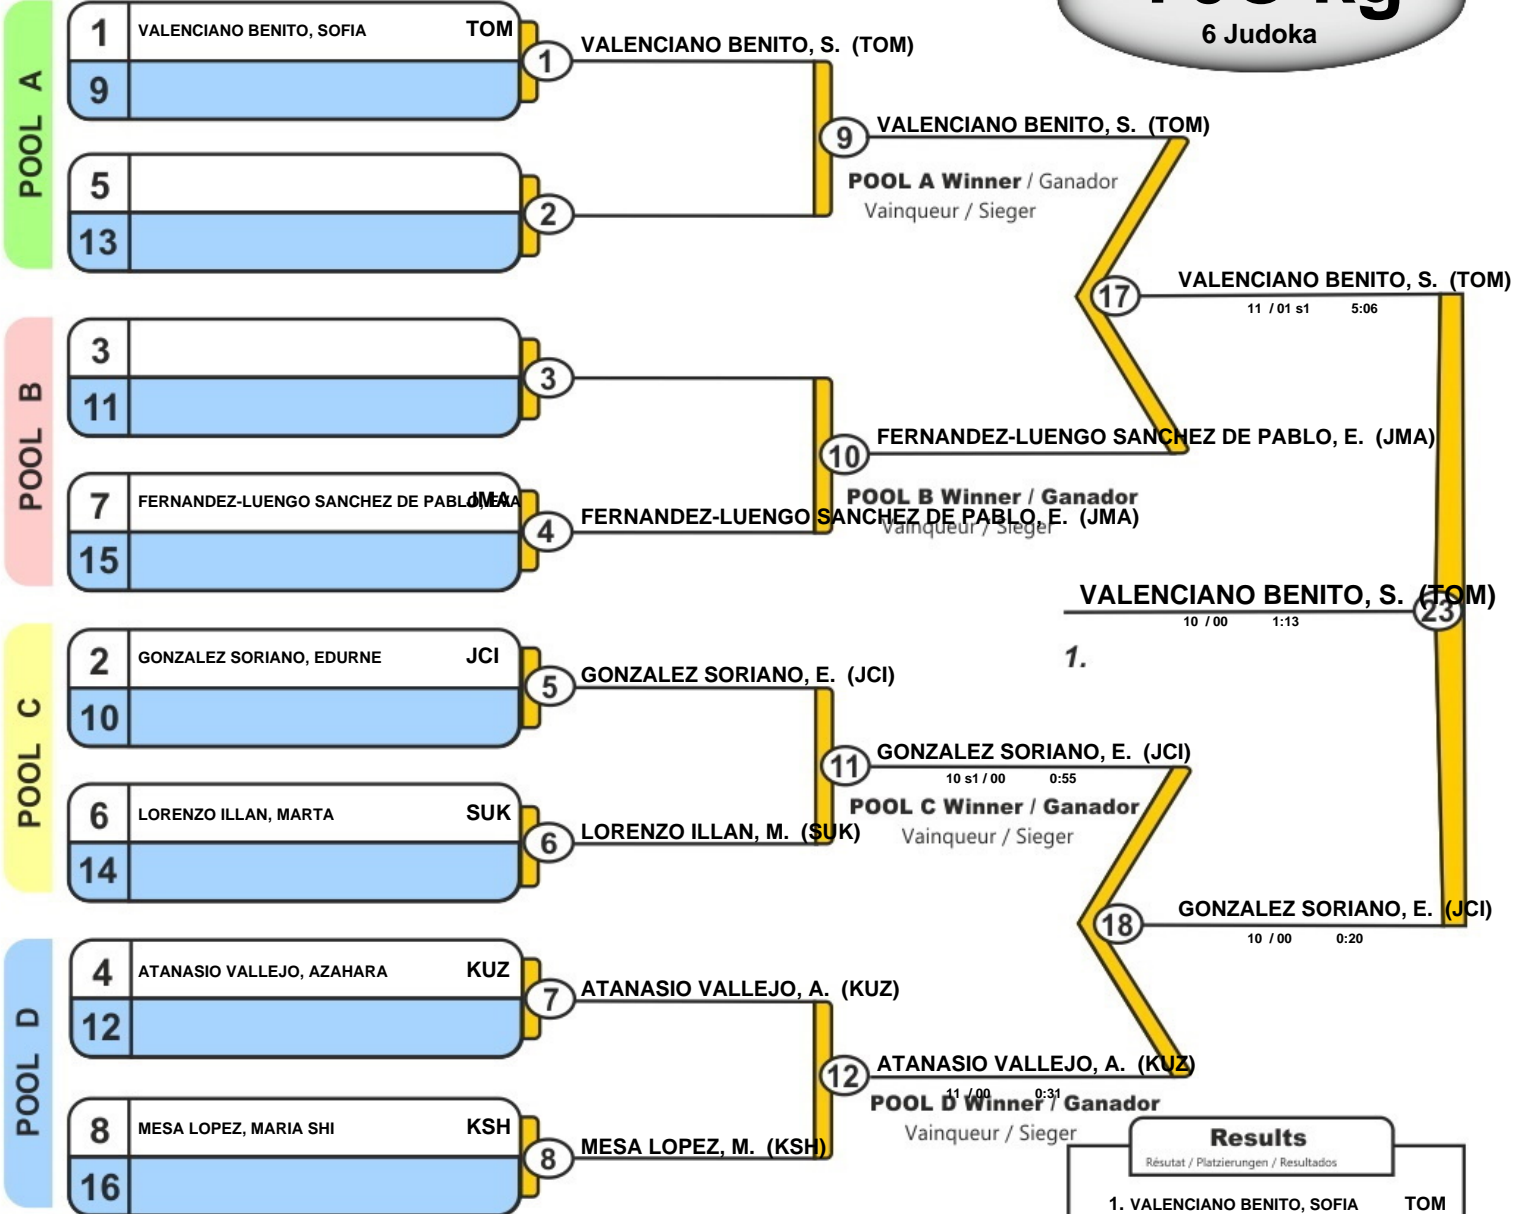 6 Judoka
POOL A
1 VALENCIANO BENITO, SOFIA TOM
9
5
13
1 VALENCIANO BENITO, S. (TOM)
2
9 VALENCIANO BENITO, S. (TOM)
POOL A Winner / Ganador
Vainqueur / Sieger
17 VALENCIANO BENITO, S. (TOM)
11 / 01 s1 5:06
POOL B
3
11
7 FERNANDEZ-LUENGO SANCHEZ DE PABLO, EVA JMA
15
3
4 FERNANDEZ-LUENGO SANCHEZ DE PABLO, E. (JMA)
10 FERNANDEZ-LUENGO SANCHEZ DE PABLO, E. (JMA)
POOL B Winner / Ganador
Vainqueur / Sieger
VALENCIANO BENITO, S. (TOM)
23
10 / 00 1:13
1.
POOL C
2 GONZALEZ SORIANO, EDURNE JCI
10
6 LORENZO ILLAN, MARTA SUK
14
5 GONZALEZ SORIANO, E. (JCI)
6 LORENZO ILLAN, M. (SUK)
11 GONZALEZ SORIANO, E. (JCI)
10 s1 / 00 0:55
POOL C Winner / Ganador
Vainqueur / Sieger
18 GONZALEZ SORIANO, E. (JCI)
10 / 00 0:20
POOL D
4 ATANASIO VALLEJO, AZAHARA KUZ
12
8 MESA LOPEZ, MARIA SHI KSH
16
7 ATANASIO VALLEJO, A. (KUZ)
8 MESA LOPEZ, M. (KSH)
12 ATANASIO VALLEJO, A. (KUZ)
11 / 00 0:31
POOL D Winner / Ganador
Vainqueur / Sieger
Results
Résutat / Platzierungen / Resultados
1. VALENCIANO BENITO, SOFIA TOM